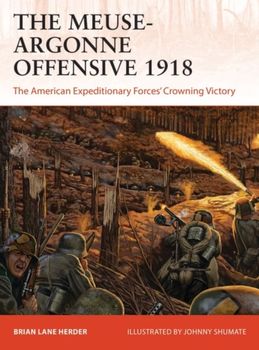 THE MEUSE-
ARGONNE
OFFENSIVE 1918
The American Expeditionary Forces' Crowning Victory
BRIAN LANE HERDER
ILLUSTRATED BY JOHNNY SHUMATE